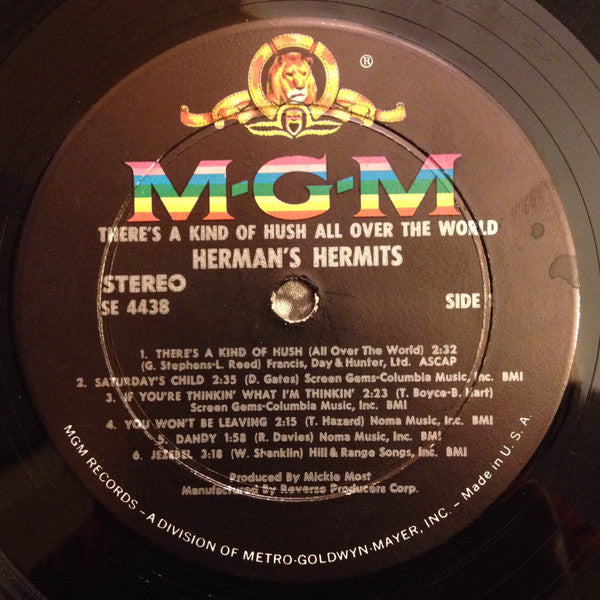 ®
M-G-M
THERE'S A KIND OF HUSH ALL OVER THE WORLD
HERMAN'S HERMITS
STEREO
SE 4438
SIDE 1
1. THERE'S A KIND OF HUSH (All Over The World) 2:32
(G. Stephens-L. Reed) Francis, Day & Hunter, Ltd. ASCAP
2. SATURDAY'S CHILD 2:35 (D. Gates) Screen Gems-Columbia Music, Inc. BMI
3. IF YOU'RE THINKIN' WHAT I'M THINKIN' 2:23 (T. Boyce-B. Hart)
Screen Gems-Columbia Music, Inc. BMI
4. YOU WON'T BE LEAVING 2:15 (T. Hazard) Noma Music, Inc. BMI
5. DANDY 1:58 (R. Davies) Noma Music, Inc. BMI
6. JEZEBEL 3:18 (W. Shanklin) Hill & Range Songs, Inc. BMI
Produced By Mickie Most
Manufactured By Reverse Producers Corp.
MGM RECORDS – A DIVISION OF METRO-GOLDWYN-MAYER, INC. – Made in U.S.A.